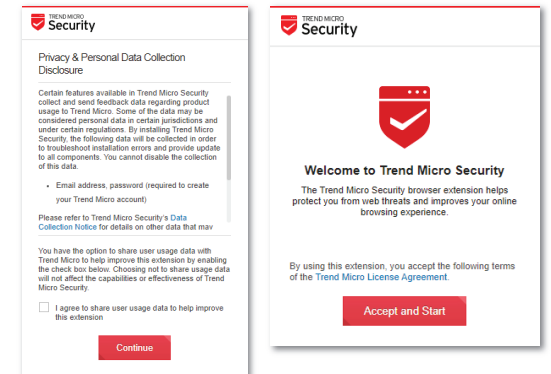 TREND MICRO
Security
Privacy & Personal Data Collection
Disclosure
Certain features available in Trend Micro Security
collect and send feedback data regarding product
usage to Trend Micro. Some of the data may be
considered personal data in certain jurisdictions and
under certain regulations. By installing Trend Micro
Security, the following data will be collected in order
to troubleshoot installation errors and provide update
to all components. You cannot disable the collection
of this data.
• Email address, password (required to create
your Trend Micro account)
Please refer to Trend Micro Security's Data
Collection Notice for details on other data that may
You have the option to share user usage data with
Trend Micro to help improve this extension by enabling
the check box below. Choosing not to share usage data
will not affect the capabilities or effectiveness of Trend
Micro Security.
I agree to share user usage data to help improve
this extension
Continue
TREND MICRO
Security
Welcome to Trend Micro Security
The Trend Micro Security browser extension helps
protect you from web threats and improves your online
browsing experience.
By using this extension, you accept the following terms
of the Trend Micro License Agreement.
Accept and Start